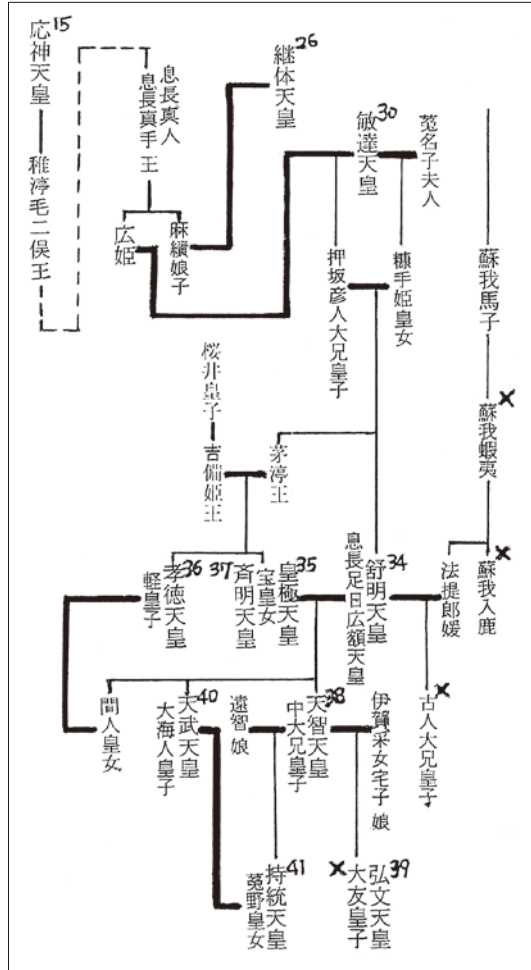 菟名子夫人
30
敏達天皇
26
継体天皇
息長真人
息長真手王
15
応神天皇
稚渟毛二俣王
蘇我馬子
糠手姫皇女
押坂彦人大兄皇子
麻績娘子
広姫
×
蘇我蝦夷
茅渟王
桜井皇子
吉備姫王
×
蘇我入鹿
法提郎媛
34
舒明天皇
息長足日広額天皇
35
皇極天皇
宝皇女
37
斉明天皇
36
孝徳天皇
軽皇子
×
古人大兄皇子
伊賀采女宅子娘
38
天智天皇
中大兄皇子
遠智娘
40
天武天皇
大海人皇子
間人皇女
39
弘文天皇
×
大友皇子
41
持統天皇
菟野皇女